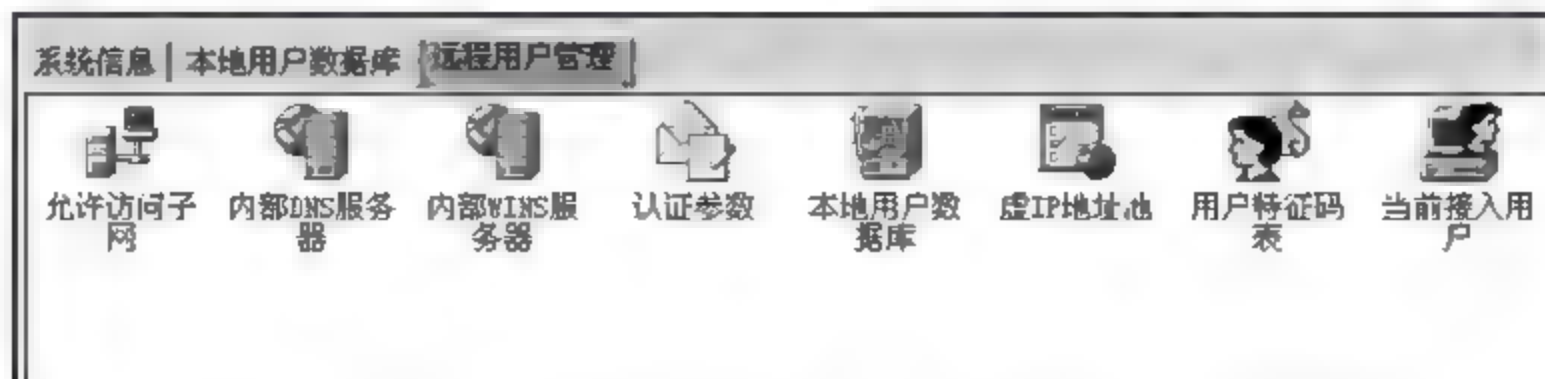 系统信息 | 本地用户数据库 远程用户管理
允许访问子 内部DNS服务 内部WINS服 认证参数 本地用户数 虚IP地址池 用户特征码 当前接入用
网 器 务器 据库 表 户